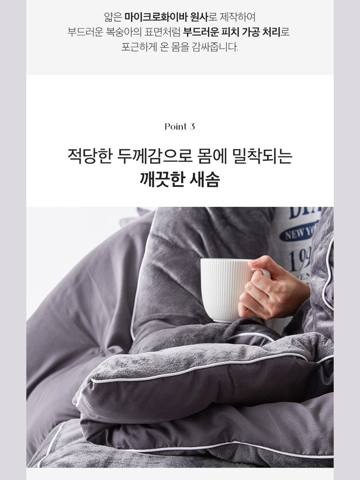 얇은 마이크로화이바 원사로 제작하여
부드러운 복숭아의 표면처럼 부드러운 피치 가공 처리로
포근하게 온 몸을 감싸줍니다.
Point 3
적당한 두께감으로 몸에 밀착되는
깨끗한 새솜
NEW YORK